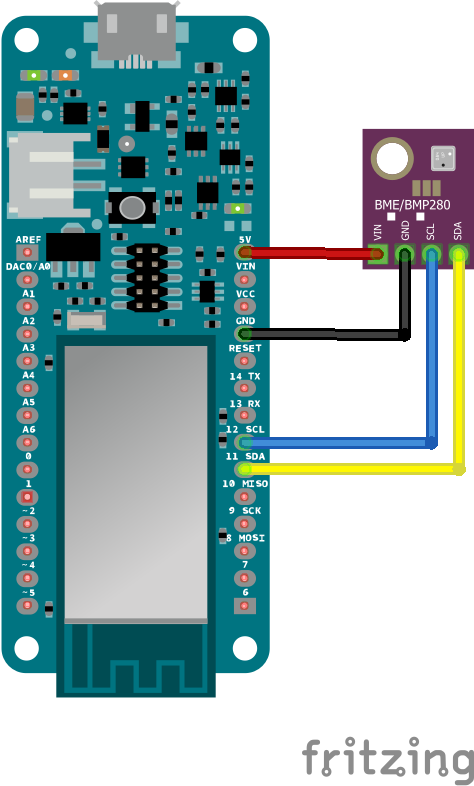 AREF
DAC0/A0
A1
A2
A3
A4
A5
A6
0
1
~2
~3
~4
~5
5V
VIN
VCC
GND
RESET
14 TX
13 RX
12 SCL
11 SDA
10 MISO
9 SCK
8 MOSI
7
6
BME/BMP280
VIN
GND
SCL
SDA
fritzing